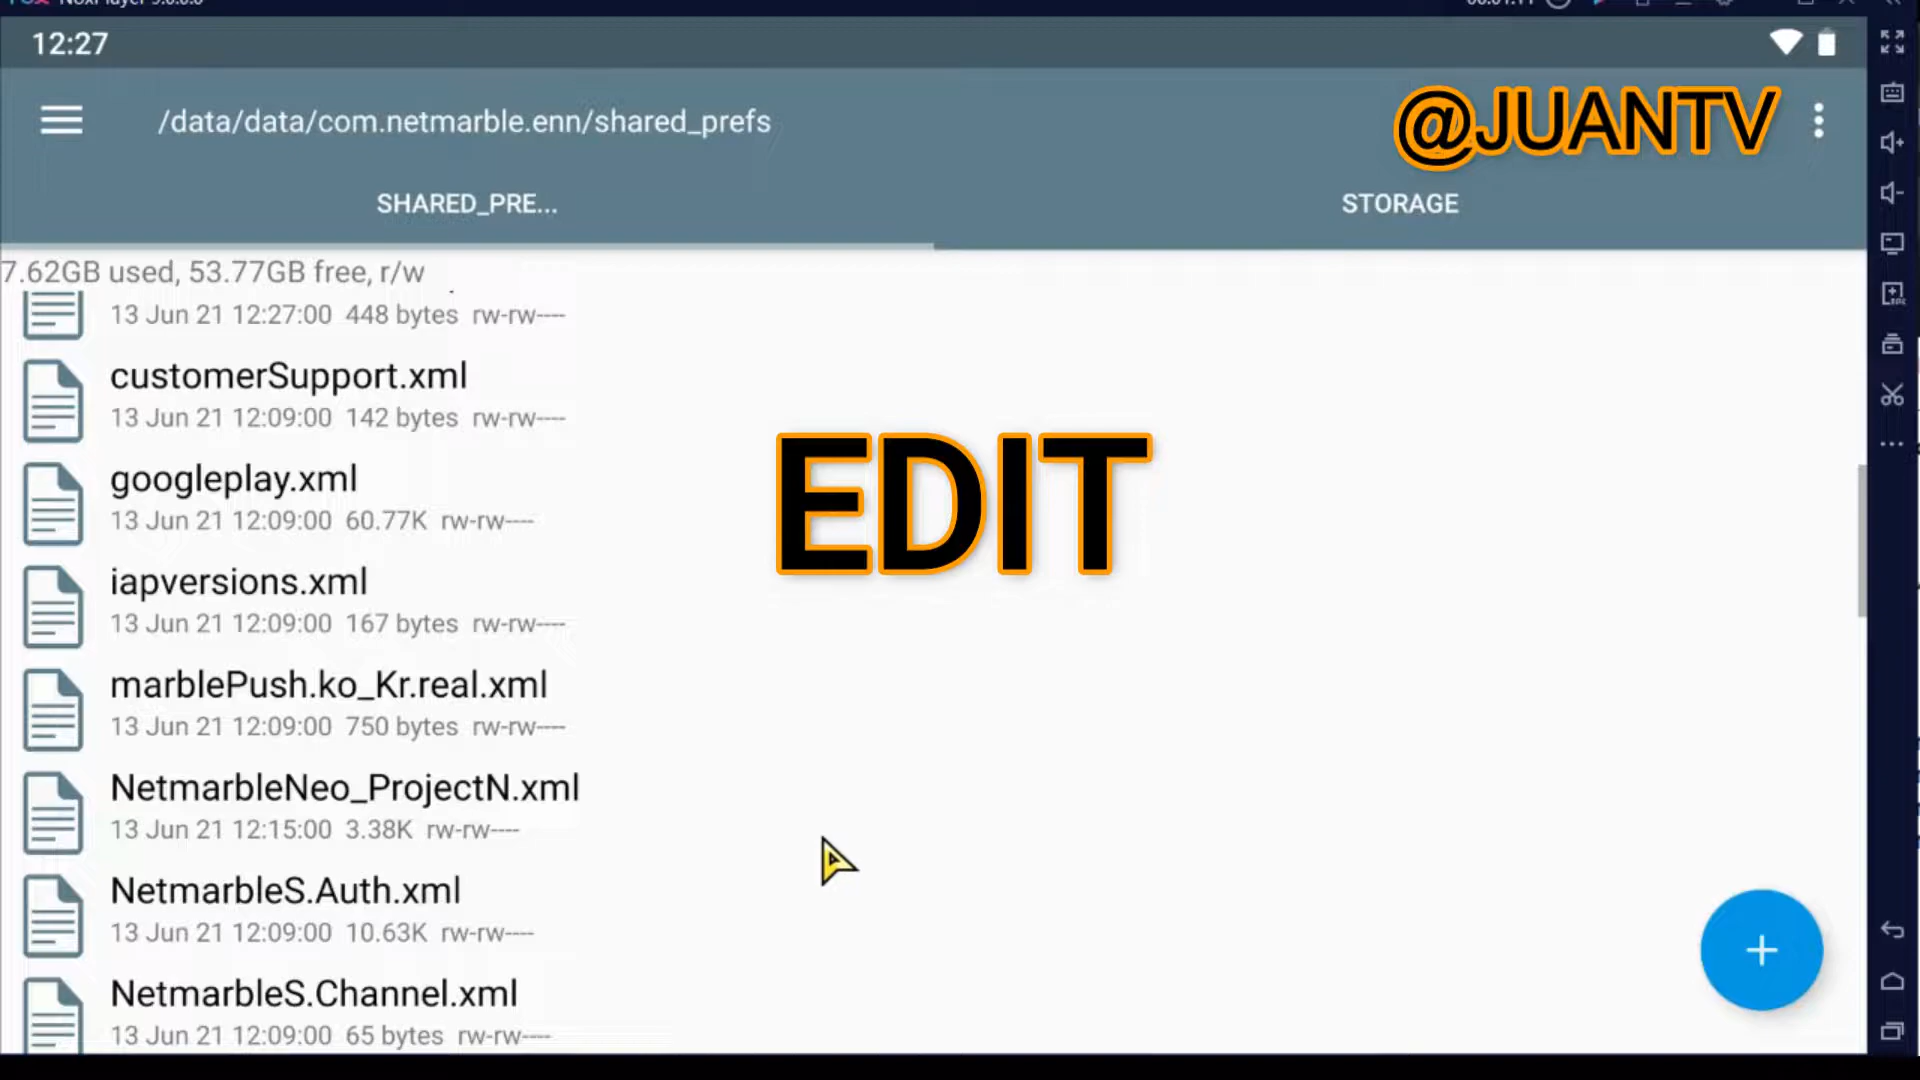 12:27
/data/data/com.netmarble.enn/shared_prefs
@JUANTV
SHARED_PRE...
STORAGE
7.62GB used, 53.77GB free, r/w
13 Jun 21 12:27:00 448 bytes rw-rw----
customerSupport.xml
13 Jun 21 12:09:00 142 bytes rw-rw----
EDIT
googleplay.xml
13 Jun 21 12:09:00 60.77K rw-rw----
iapversions.xml
13 Jun 21 12:09:00 167 bytes rw-rw----
marblePush.ko_Kr.real.xml
13 Jun 21 12:09:00 750 bytes rw-rw----
NetmarbleNeo_ProjectN.xml
13 Jun 21 12:15:00 3.38K rw-rw----
NetmarbleS.Auth.xml
13 Jun 21 12:09:00 10.63K rw-rw----
NetmarbleS.Channel.xml
13 Jun 21 12:09:00 65 bytes rw-rw----